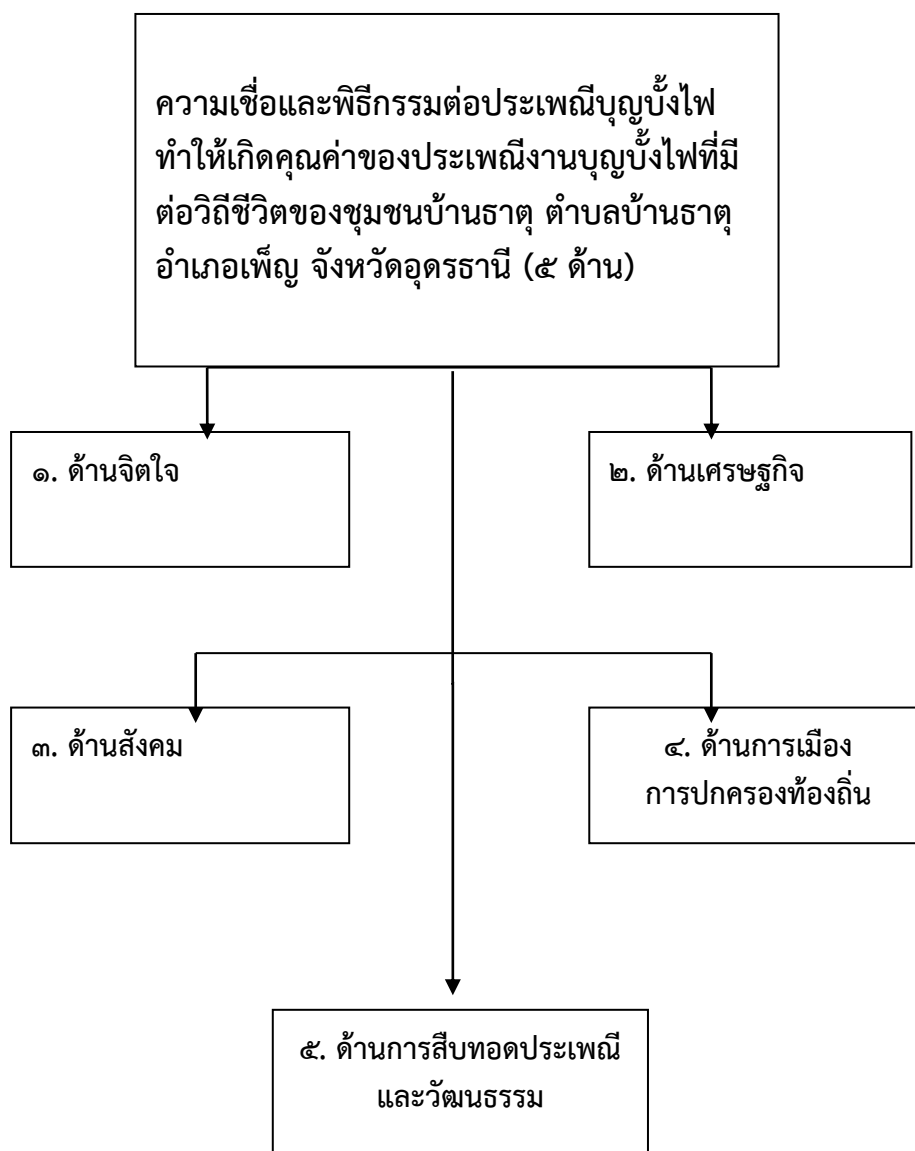 ความเชื่อและพิธีกรรมต่อประเพณีบุญบั้งไฟ
ทำให้เกิดคุณค่าของประเพณีงานบุญบั้งไฟที่มี
ต่อวิถีชีวิตของชุมชนบ้านธาตุ ตำบลบ้านธาตุ
อำเภอเพ็ญ จังหวัดอุดรธานี (๕ ด้าน)
๑. ด้านจิตใจ
๒. ด้านเศรษฐกิจ
๓. ด้านสังคม
๔. ด้านการเมือง
การปกครองท้องถิ่น
๕. ด้านการสืบทอดประเพณี
และวัฒนธรรม